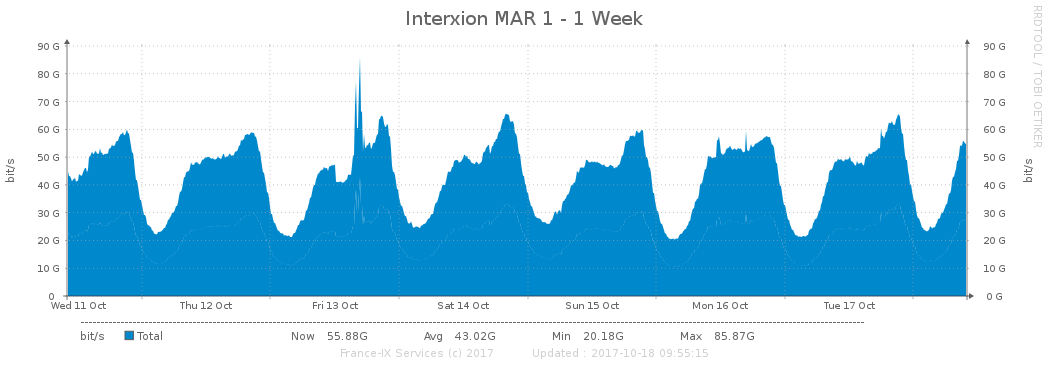 Interxion MAR 1 - 1 Week
RRDTOOL / TOBI OETIKER
bit/s
90 G 90 G
80 G 80 G
70 G 70 G
60 G 60 G
50 G 50 G
40 G 40 G
30 G 30 G
20 G 20 G
10 G 10 G
0 0 G
bit/s
Wed 11 Oct Thu 12 Oct Fri 13 Oct Sat 14 Oct Sun 15 Oct Mon 16 Oct Tue 17 Oct
bit/s Total Now 55.88G Avg 43.02G Min 20.18G Max 85.87G
France-IX Services (c) 2017 Updated : 2017-10-18 09:55:15